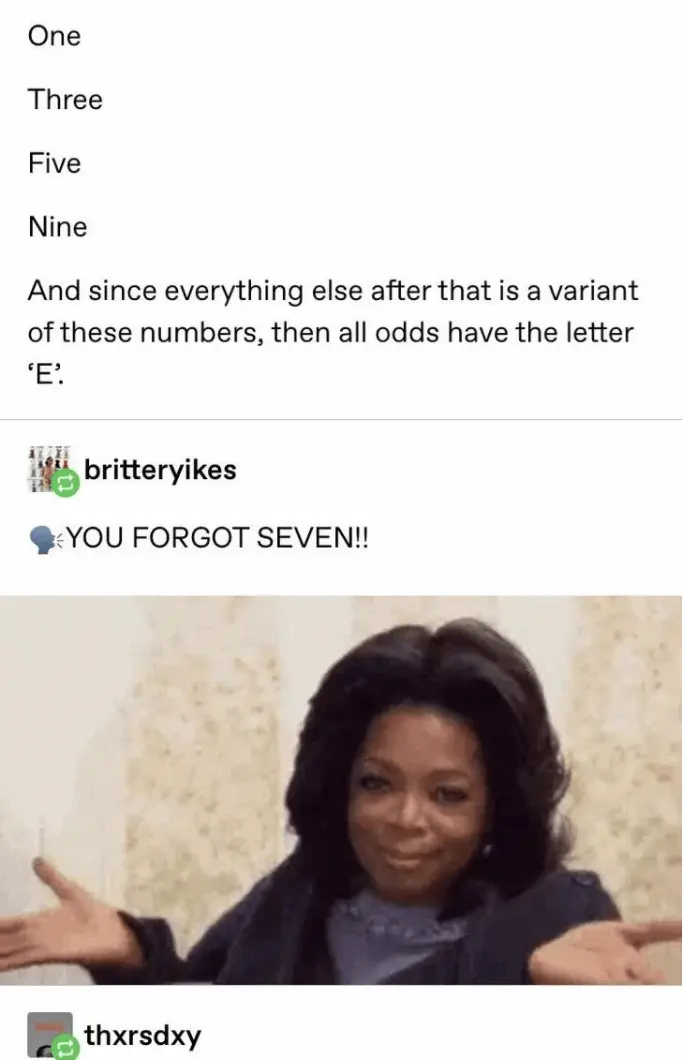 One
Three
Five
Nine
And since everything else after that is a variant
of these numbers, then all odds have the letter
‘E’.
britteryikes
🗣YOU FORGOT SEVEN!!
thxrsdxy